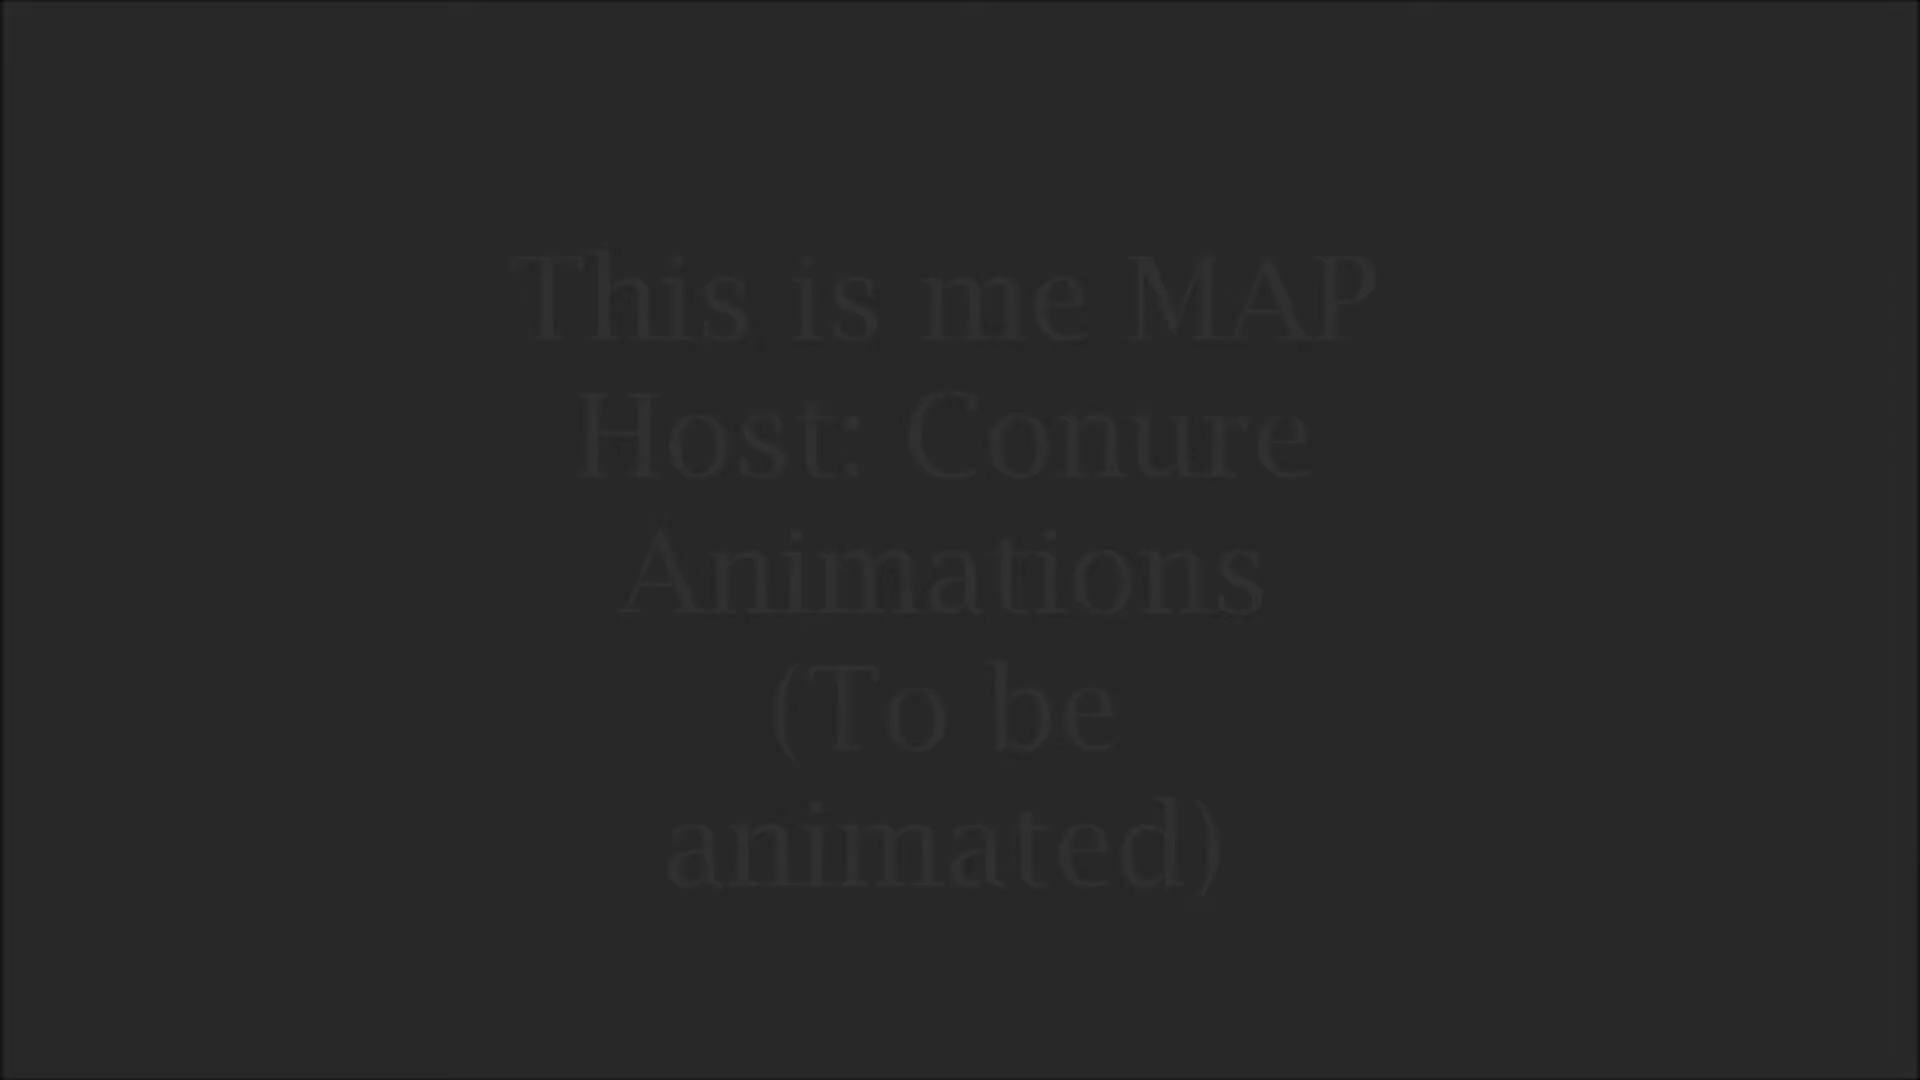 This is me MAP
Host: Conure
Animations
(To be
animated)